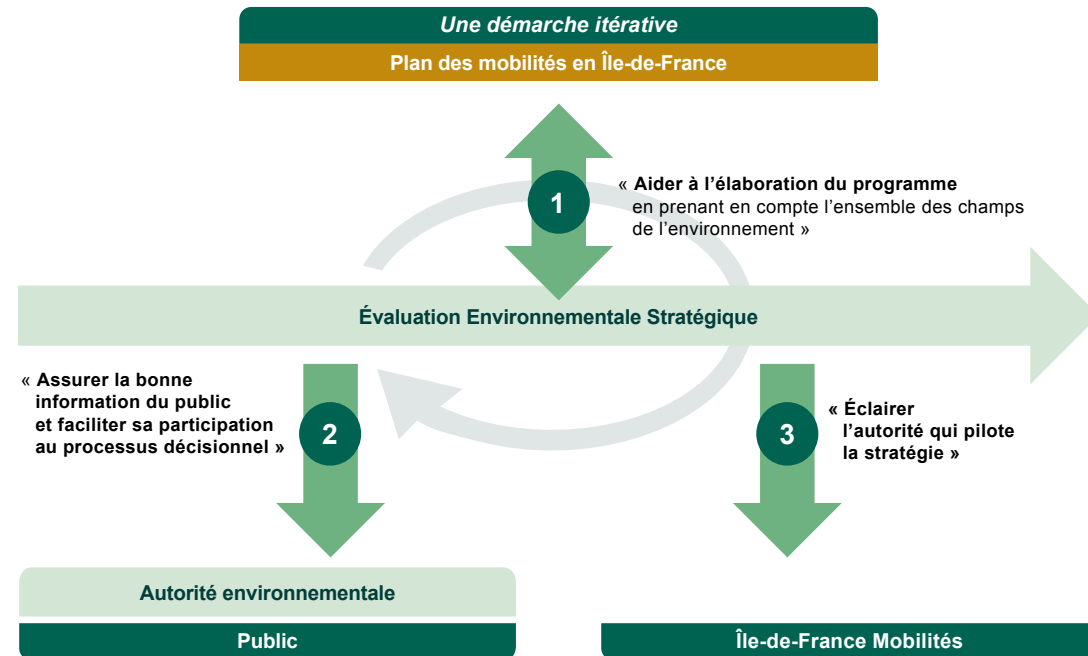 Une démarche itérative
Plan des mobilités en Île-de-France
1
« Aider à l’élaboration du programme
en prenant en compte l’ensemble des champs
de l’environnement »
Évaluation Environnementale Stratégique
« Assurer la bonne
information du public
et faciliter sa participation
au processus décisionnel »
2
3
« Éclairer
l’autorité qui pilote
la stratégie »
Autorité environnementale
Public
Île-de-France Mobilités